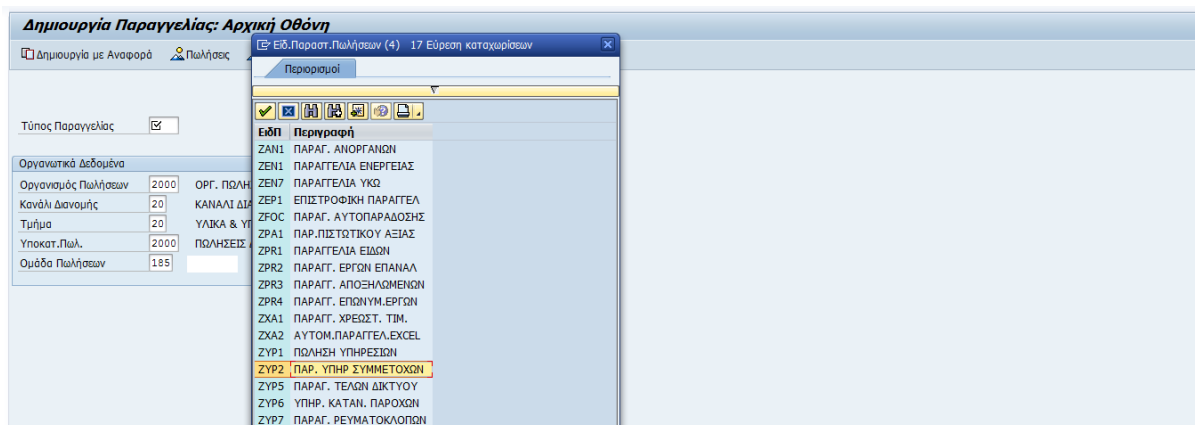 Δημιουργία Παραγγελίας: Αρχική Οθόνη
Δημιουργία με Αναφορά Πωλήσεις
Είδ.Παραστ.Πωλήσεων (4) 17 Εύρεση καταχωρίσεων
Περιορισμοί
Τύπος Παραγγελίας
Οργανωτικά Δεδομένα
Οργανισμός Πωλήσεων 2000 ΟΡΓ. ΠΩΛΗΣ
Κανάλι Διανομής 20 ΚΑΝΑΛΙ ΔΙΑ
Τμήμα 20 ΥΛΙΚΑ & ΥΠ
Υποκατ.Πωλ. 2000 ΠΩΛΗΣΕΙΣ
Ομάδα Πωλήσεων 185
ΕιδΠ Περιγραφή
ZAN1 ΠΑΡΑΓ. ΑΝΟΡΓΑΝΩΝ
ZEN1 ΠΑΡΑΓΓΕΛΙΑ ΕΝΕΡΓΕΙΑΣ
ZEN7 ΠΑΡΑΓΓΕΛΙΑ ΥΚΩ
ZEP1 ΕΠΙΣΤΡΟΦΙΚΗ ΠΑΡΑΓΓΕΛ
ZFOC ΠΑΡΑΓ. ΑΥΤΟΠΑΡΑΔΟΣΗΣ
ZPA1 ΠΑΡ.ΠΙΣΤΩΤΙΚΟΥ ΑΞΙΑΣ
ZPR1 ΠΑΡΑΓΓΕΛΙΑ ΕΙΔΩΝ
ZPR2 ΠΑΡΑΓΓ. ΕΡΓΩΝ ΕΠΑΝΑΛ
ZPR3 ΠΑΡΑΓΓ. ΑΠΟΞΗΛΩΜΕΝΩΝ
ZPR4 ΠΑΡΑΓΓ. ΕΠΩΝΥΜ.ΕΡΓΩΝ
ZXA1 ΠΑΡΑΓΓ. ΧΡΕΩΣΤ. ΤΙΜ.
ZXA2 ΑΥΤΟΜ.ΠΑΡΑΓΓΕΛ.EXCEL
ZYP1 ΠΩΛΗΣΗ ΥΠΗΡΕΣΙΩΝ
ZYP2 ΠΑΡ. ΥΠΗΡ ΣΥΜΜΕΤΟΧΩΝ
ZYP5 ΠΑΡΑΓ. ΤΕΛΩΝ ΔΙΚΤΥΟΥ
ZYP6 ΥΠΗΡ. ΚΑΤΑΝ. ΠΑΡΟΧΩΝ
ZYP7 ΠΑΡΑΓ. ΡΕΥΜΑΤΟΚΛΟΠΩΝ